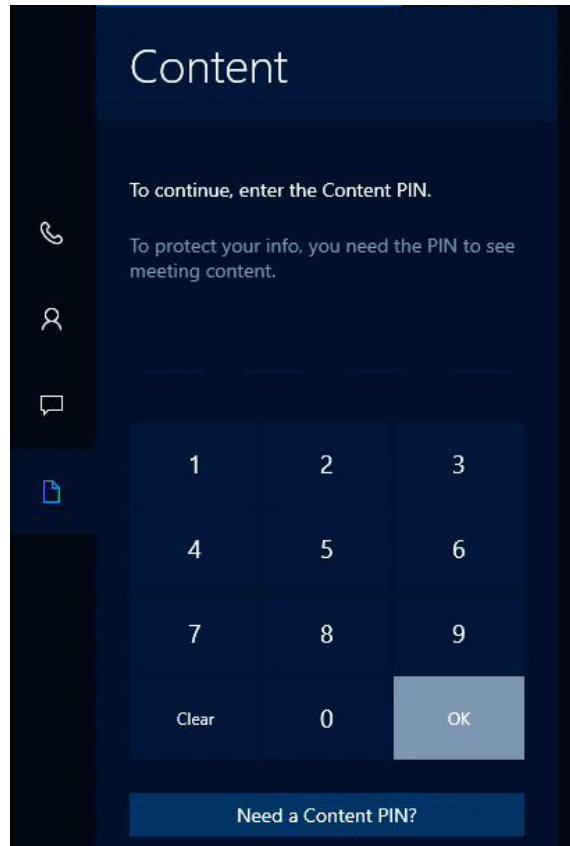 Content
To continue, enter the Content PIN.
To protect your info, you need the PIN to see
meeting content.
1 2 3
4 5 6
7 8 9
Clear 0 OK
Need a Content PIN?